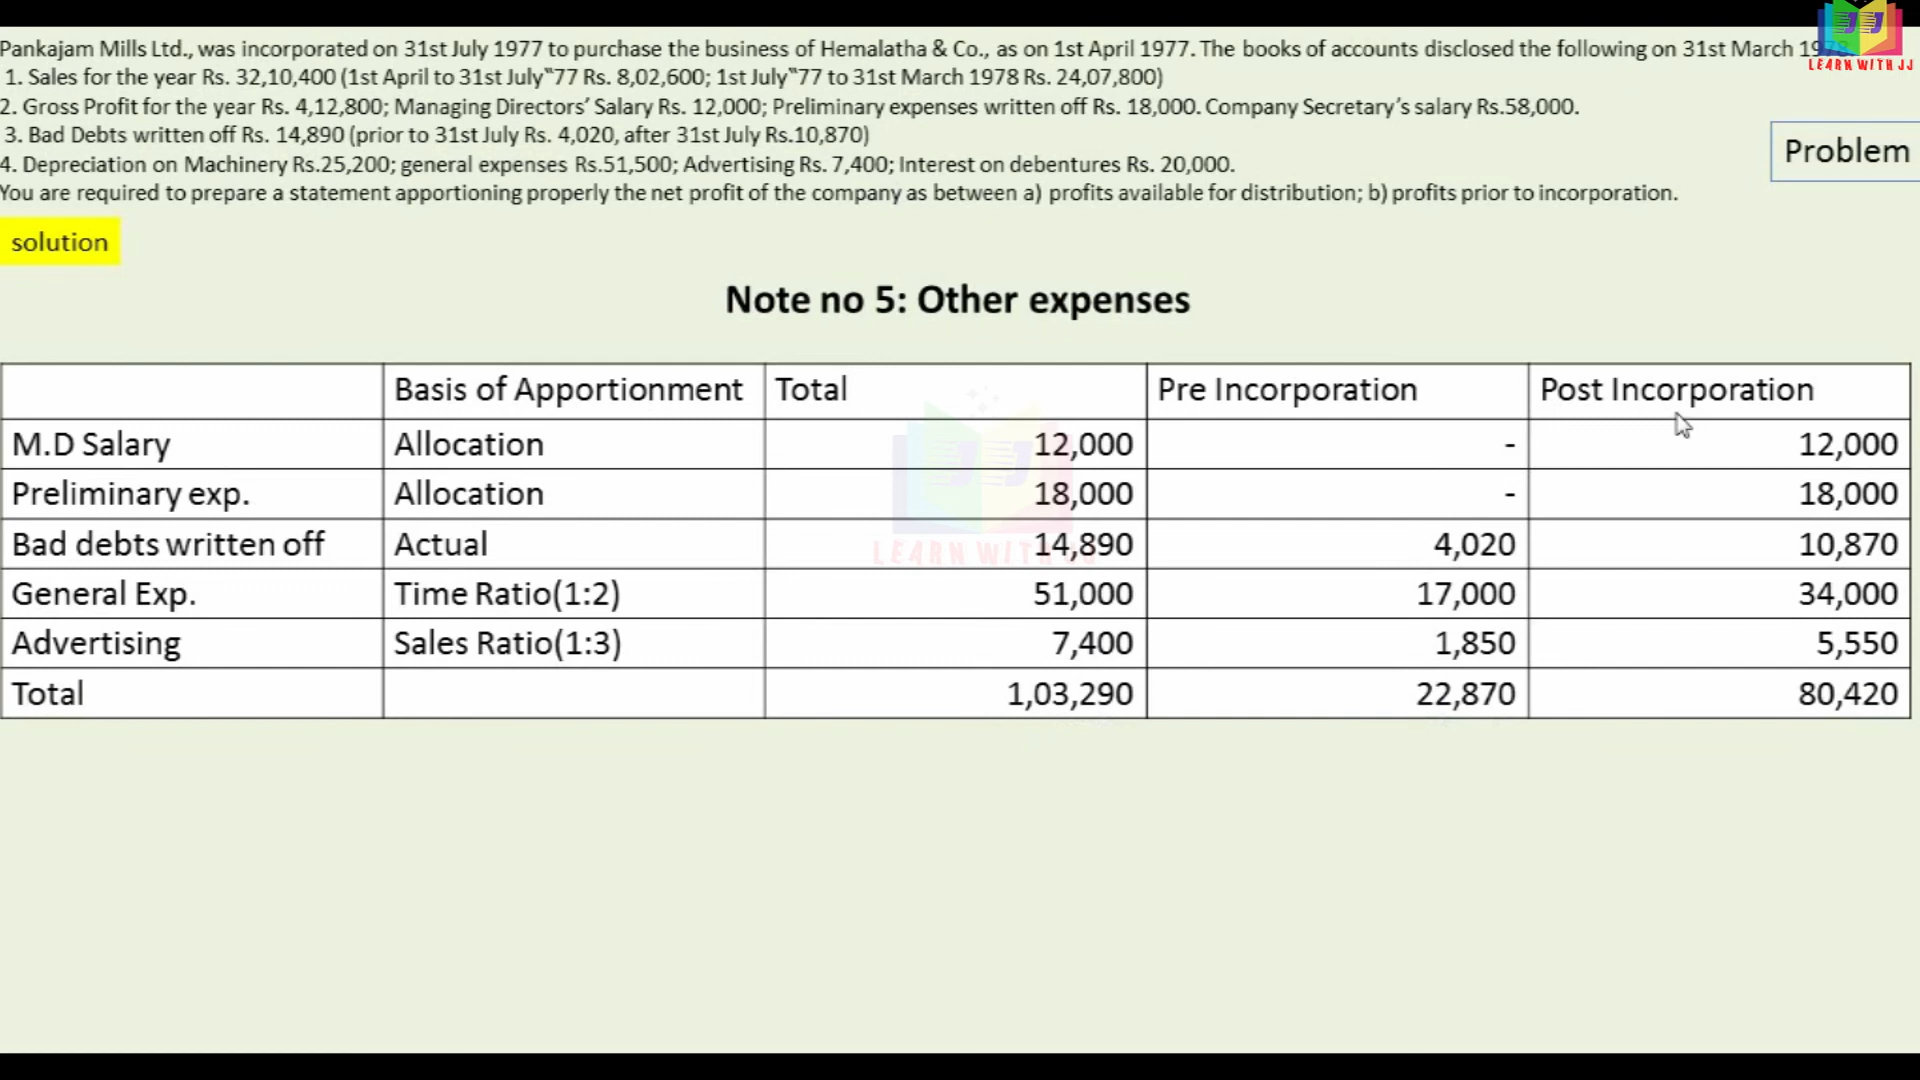 Pankajam Mills Ltd., was incorporated on 31st July 1977 to purchase the business of Hemalatha & Co., as on 1st April 1977. The books of accounts disclosed the following on 31st March 1978
LEARN WITH JJ
1. Sales for the year Rs. 32,10,400 (1st April to 31st July‟77 Rs. 8,02,600; 1st July‟77 to 31st March 1978 Rs. 24,07,800)
2. Gross Profit for the year Rs. 4,12,800; Managing Directors’ Salary Rs. 12,000; Preliminary expenses written off Rs. 18,000. Company Secretary’s salary Rs.58,000.
3. Bad Debts written off Rs. 14,890 (prior to 31st July Rs. 4,020, after 31st July Rs.10,870)
4. Depreciation on Machinery Rs.25,200; general expenses Rs.51,500; Advertising Rs. 7,400; Interest on debentures Rs. 20,000.
Problem
You are required to prepare a statement apportioning properly the net profit of the company as between a) profits available for distribution; b) profits prior to incorporation.
solution
Note no 5: Other expenses
Basis of Apportionment Total Pre Incorporation Post Incorporation
M.D Salary Allocation 12,000 - 12,000
Preliminary exp. Allocation 18,000 - 18,000
Bad debts written off Actual 14,890 4,020 10,870
LEARN WITH JJ
General Exp. Time Ratio(1:2) 51,000 17,000 34,000
Advertising Sales Ratio(1:3) 7,400 1,850 5,550
Total 1,03,290 22,870 80,420